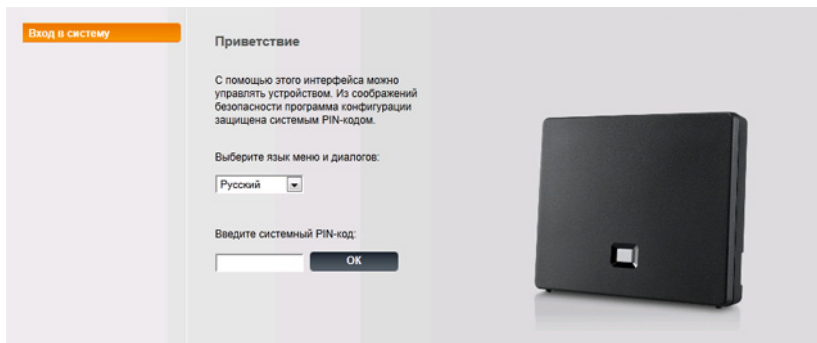 Вход в систему
Приветствие
С помощью этого интерфейса можно
управлять устройством. Из соображений
безопасности программа конфигурации
защищена системым PIN-кодом.
Выберите язык меню и диалогов:
Русский
Введите системный PIN-код:
OK